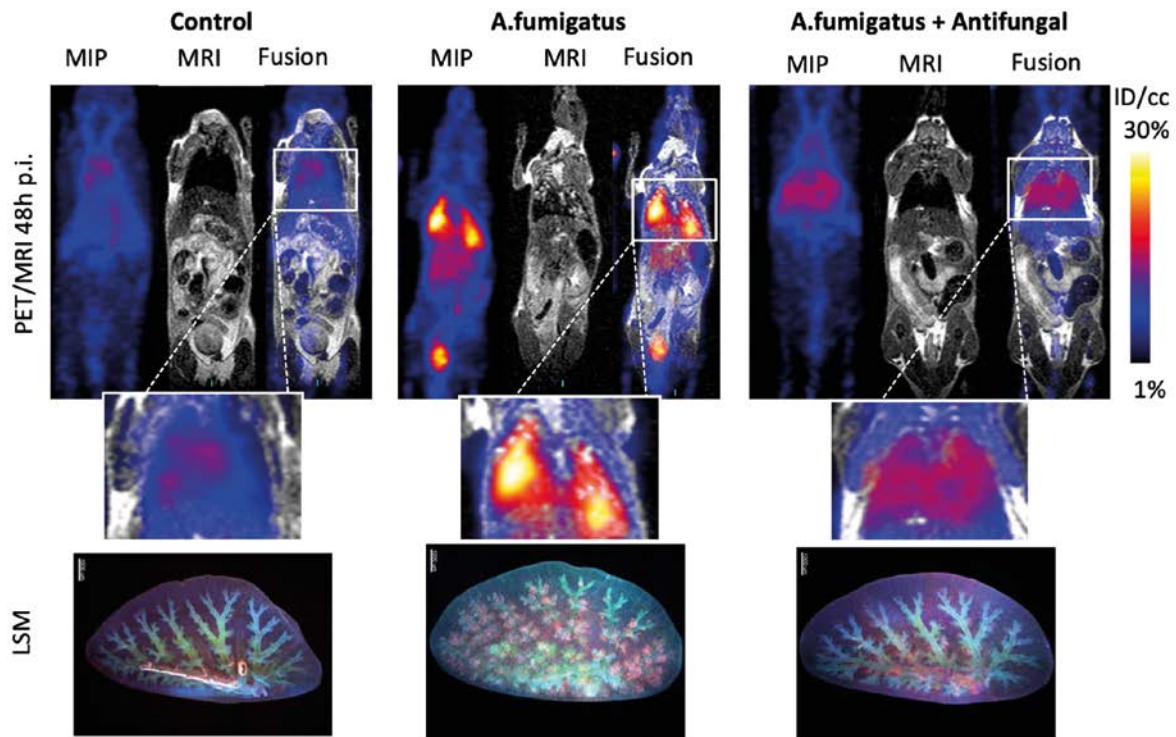 Control
A.fumigatus
A.fumigatus + Antifungal
MIP MRI Fusion
MIP MRI Fusion
MIP MRI Fusion
PET/MRI 48h p.i.
ID/cc
30%
1%
LSM